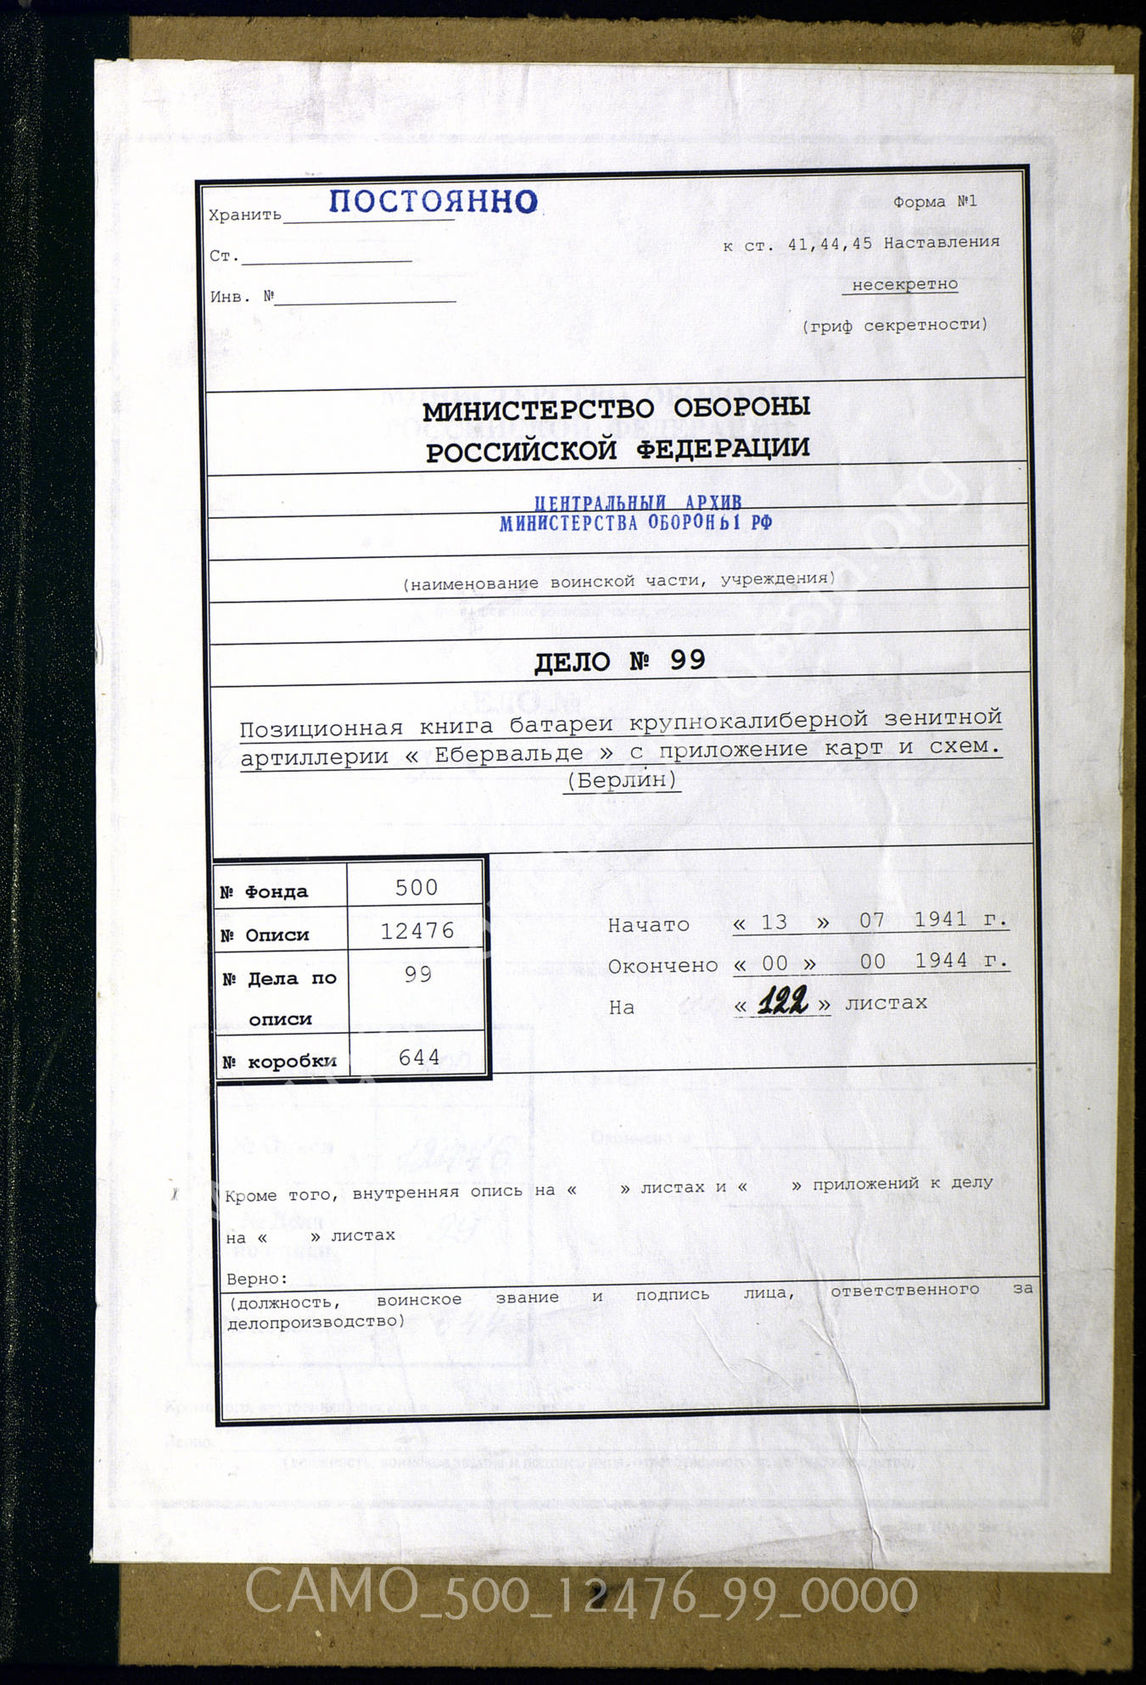 Хранить ПОСТОЯННО
Форма №1
Ст.
к ст. 41,44,45 Наставления
Инв. №
несекретно
(гриф секретности)
МИНИСТЕРСТВО ОБОРОНЫ
РОССИЙСКОЙ ФЕДЕРАЦИИ
ЦЕНТРАЛЬНЫЙ АРХИВ
МИНИСТЕРСТВА ОБОРОНЫ РФ
(наименование воинской части, учреждения)
ДЕЛО № 99
Позиционная книга батареи крупнокалиберной зенитной
артиллерии « Ебервальде » с приложение карт и схем.
(Берлин)
№ Фонда 500
№ Описи 12476
№ Дела по 99
описи
№ коробки 644
Начато « 13 » 07 1941 г.
Окончено « 00 » 00 1944 г.
На « 122 » листах
Кроме того, внутренняя опись на « » листах и « » приложений к делу
на « » листах
Верно:
(должность, воинское звание и подпись лица, ответственного за
делопроизводство)
CAMO_500_12476_99_0000